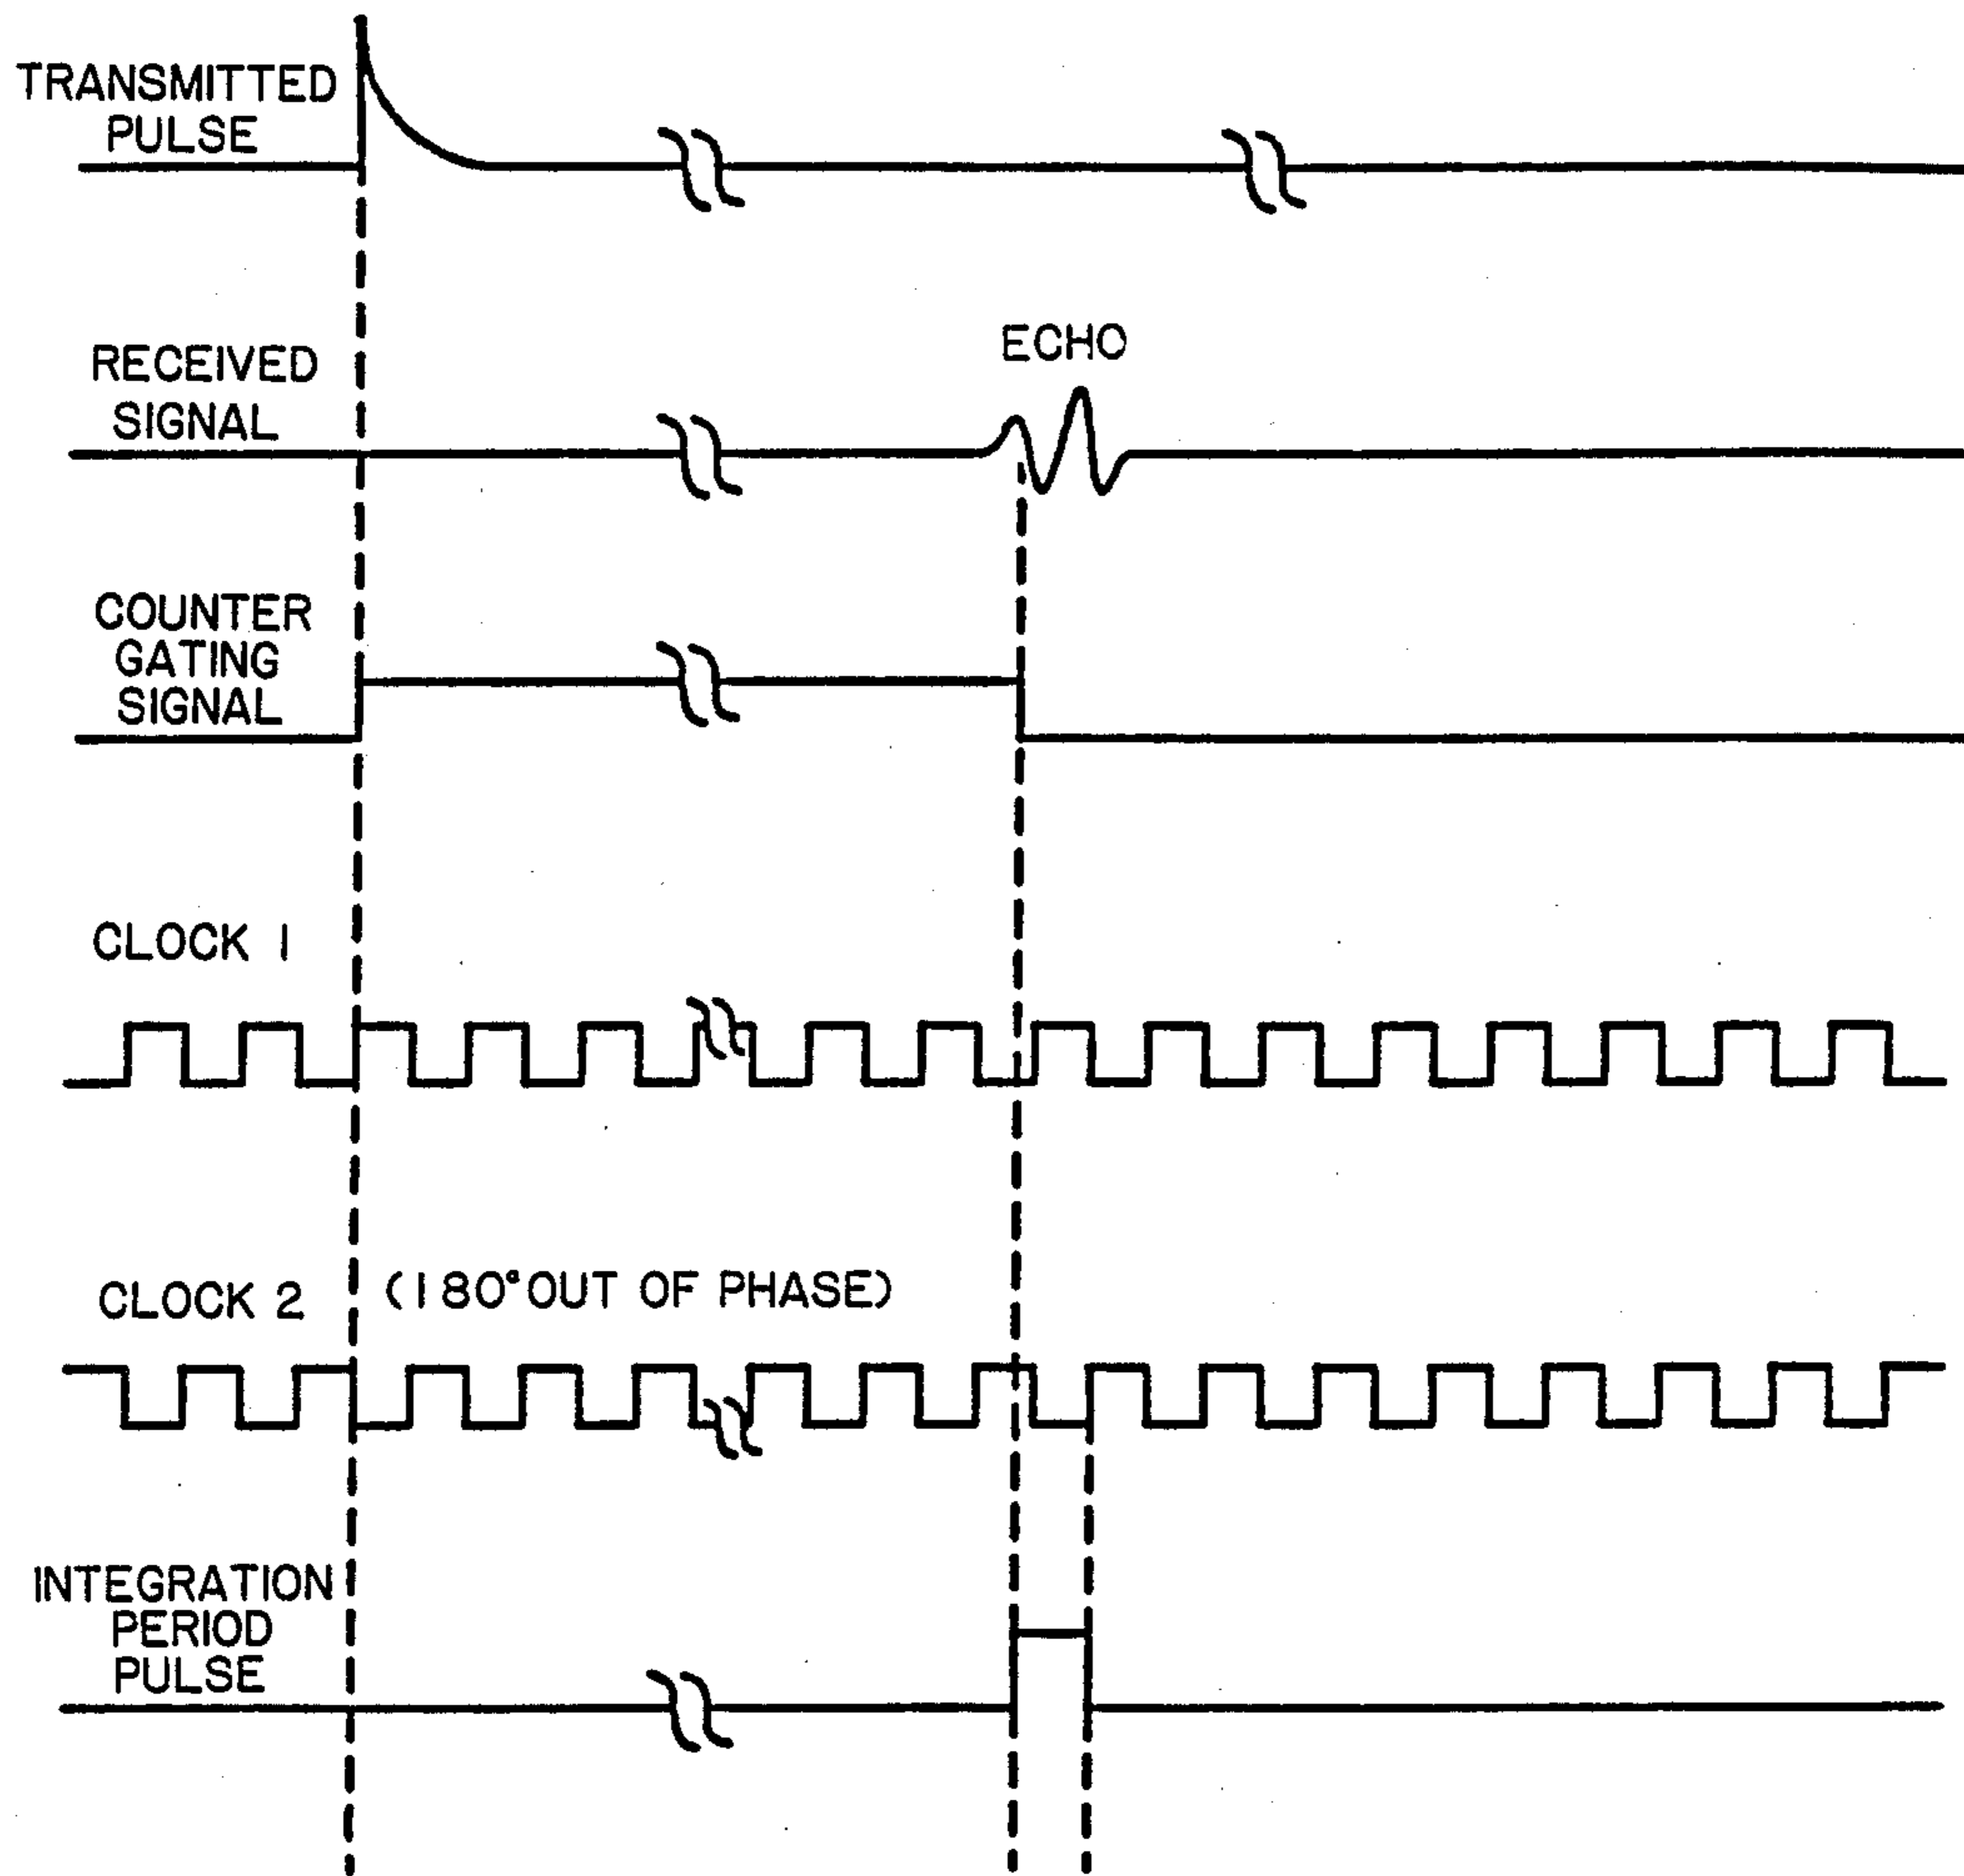 TRANSMITTED
PULSE
RECEIVED
SIGNAL
ECHO
COUNTER
GATING
SIGNAL
CLOCK 1
CLOCK 2 (180° OUT OF PHASE)
INTEGRATION
PERIOD
PULSE